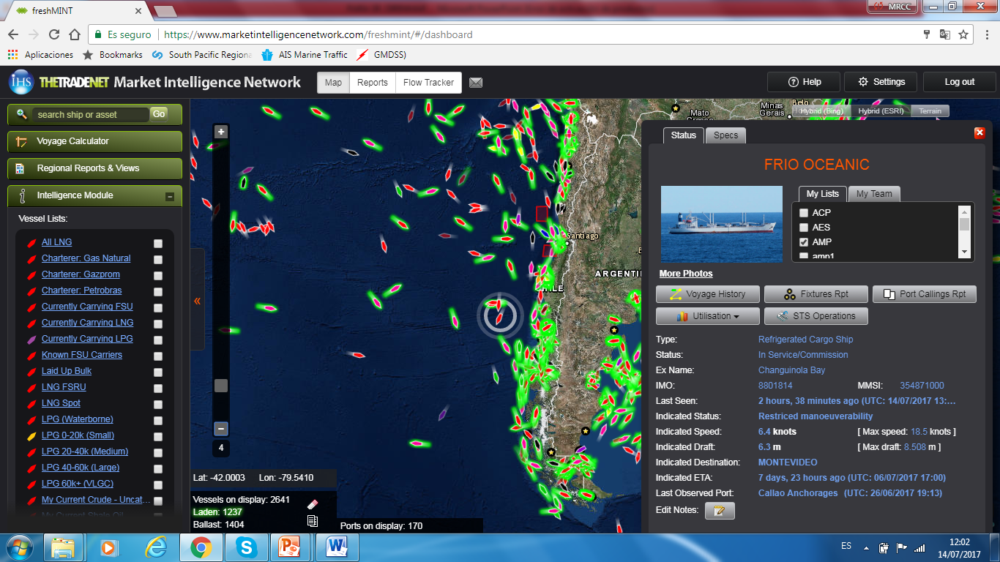 freshMINT
MRCC
Es seguro https://www.marketintelligencenetwork.com/freshmint/#/dashboard
Aplicaciones Bookmarks South Pacific Regiona AIS Marine Traffic GMDSS)
IHS THETRADENET Market Intelligence Network Map Reports Flow Tracker Help Settings Log out
search ship or asset Go
Voyage Calculator
Regional Reports & Views
Intelligence Module
Vessel Lists:
All LNG
Charterer: Gas Natural
Charterer: Gazprom
Charterer: Petrobras
Currently Carrying FSU
Currently Carrying LNG
Currently Carrying LPG
Known FSU Carriers
Laid Up Bulk
LNG FSRU
LNG Spot
LPG (Waterborne)
LPG 0-20k (Small)
LPG 20-40k (Medium)
LPG 40-60k (Large)
LPG 60k+ (VLGC)
My Current Crude - Uncat...
4
Mato
Grosso
Minas
Gerais
Belo
Hybrid (Bing) Hybrid (ESRI) Terrain
Santiago
ARGENTIN
CHILE
Lat: -42.0003 Lon: -79.5410
Vessels on display: 2641
Laden: 1237
Ballast: 1404
Ports on display: 170
Status Specs
FRIO OCEANIC
My Lists My Team
ACP
AES
AMP
amp1
More Photos
Voyage History Fixtures Rpt Port Callings Rpt
Utilisation STS Operations
Type: Refrigerated Cargo Ship
Status: In Service/Commission
Ex Name: Changuinola Bay
IMO: 8801814 MMSI: 354871000
Last Seen: 2 hours, 38 minutes ago (UTC: 14/07/2017 13:...
Indicated Status: Restriced manoeuverability
Indicated Speed: 6.4 knots [ Max speed: 18.5 knots ]
Indicated Draft: 6.3 m [ Max draft: 8.508 m ]
Indicated Destination: MONTEVIDEO
Indicated ETA: 7 days, 23 hours ago (UTC: 06/07/2017 17:00)
Last Observed Port: Callao Anchorages (UTC: 26/06/2017 19:13)
Edit Notes:
ES 12:02
14/07/2017